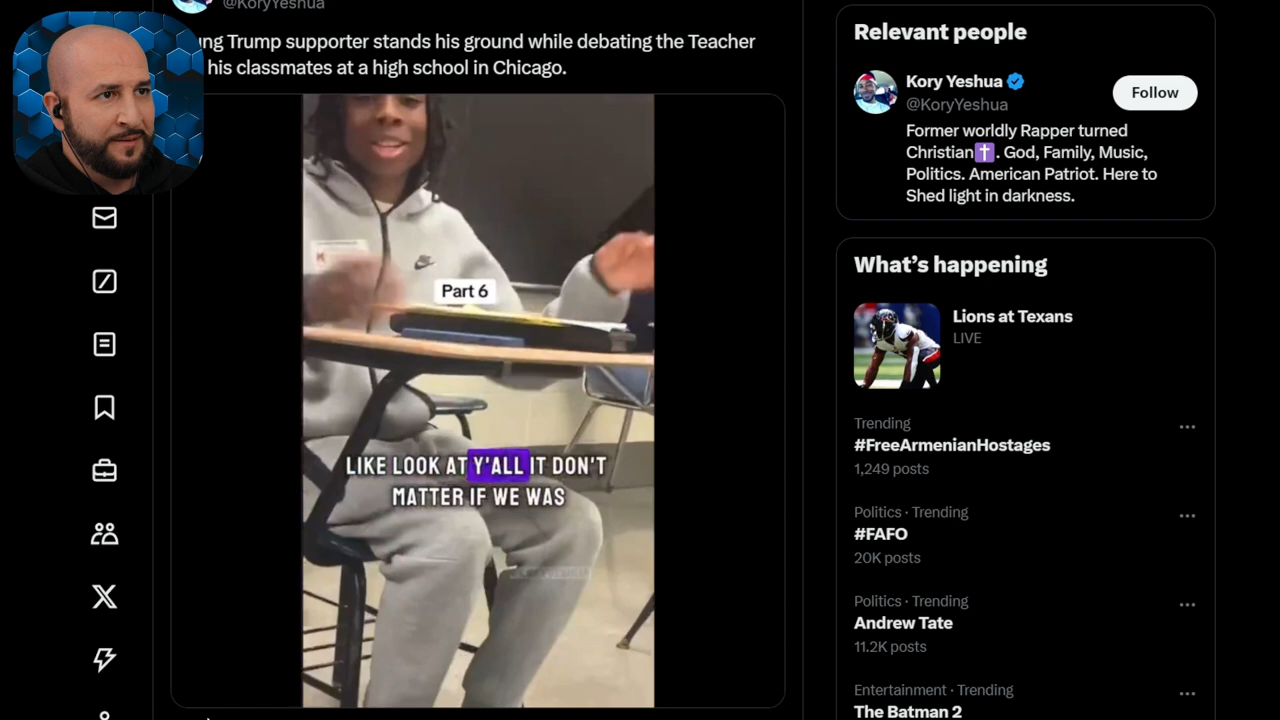 @KoryYeshua
ng Trump supporter stands his ground while debating the Teacher
his classmates at a high school in Chicago.
Part 6
LIKE LOOK AT Y'ALL IT DON'T
MATTER IF WE WAS
Relevant people
Kory Yeshua
@KoryYeshua
Follow
Former worldly Rapper turned
Christian✝️. God, Family, Music,
Politics. American Patriot. Here to
Shed light in darkness.
What's happening
Lions at Texans
LIVE
Trending
#FreeArmenianHostages
1,249 posts
Politics · Trending
#FAFO
20K posts
Politics · Trending
Andrew Tate
11.2K posts
Entertainment · Trending
The Batman 2